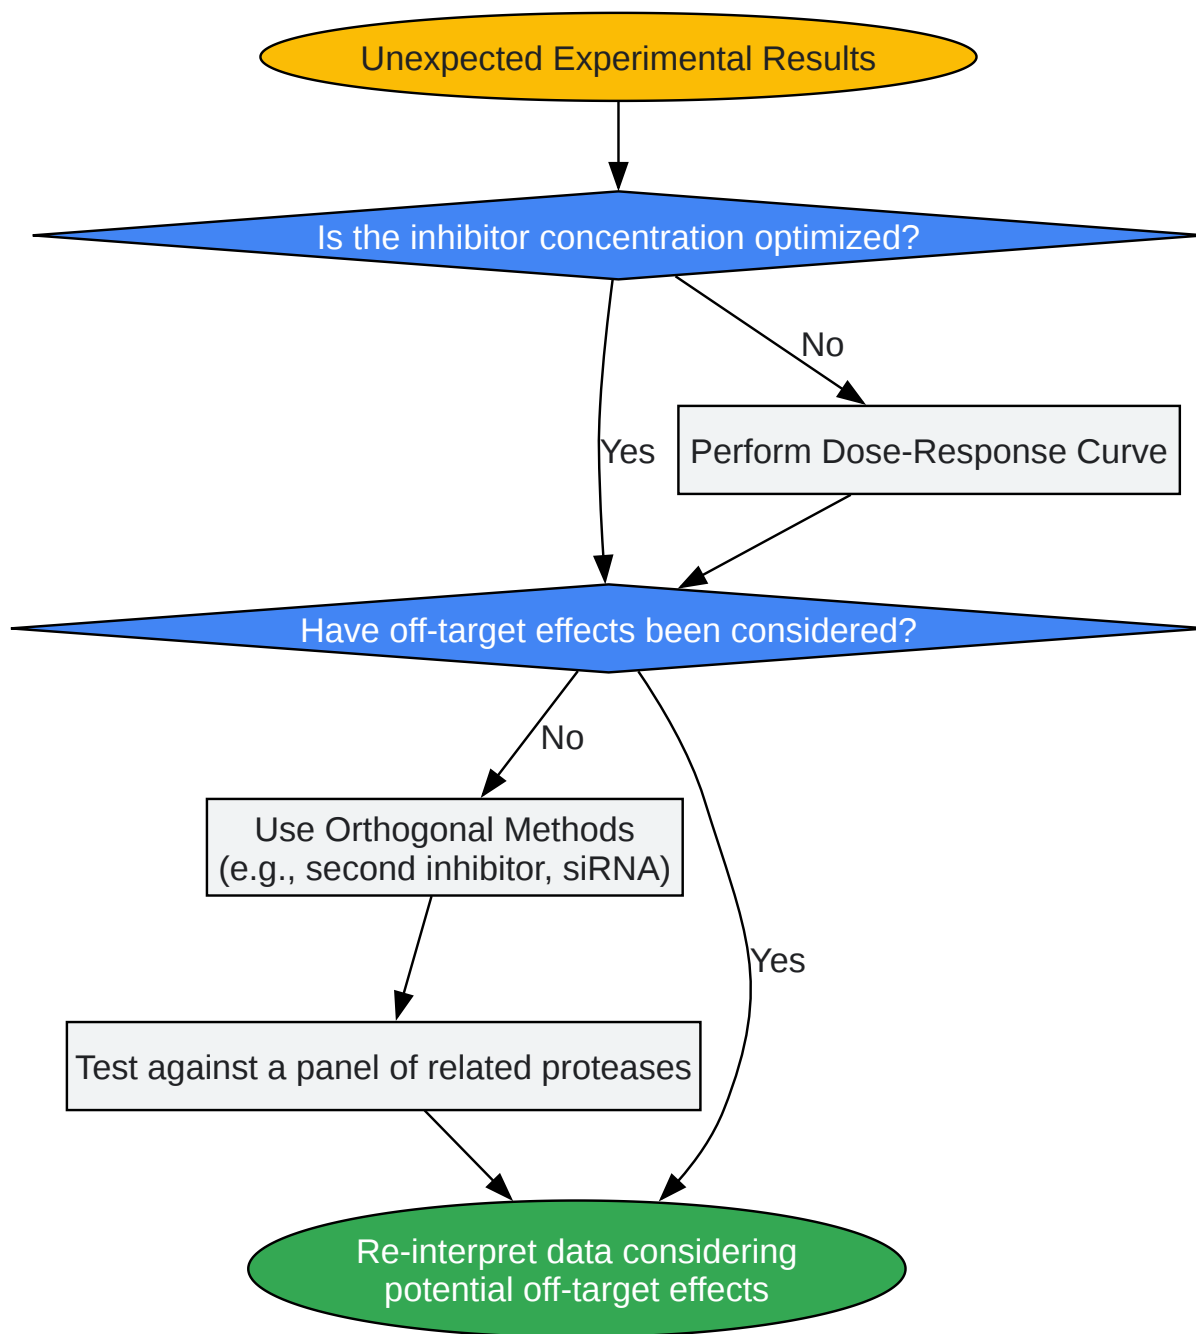 Unexpected Experimental Results
Is the inhibitor concentration optimized?
No
Yes
Perform Dose-Response Curve
Have off-target effects been considered?
No
Use Orthogonal Methods
(e.g., second inhibitor, siRNA)
Yes
Test against a panel of related proteases
Re-interpret data considering
potential off-target effects